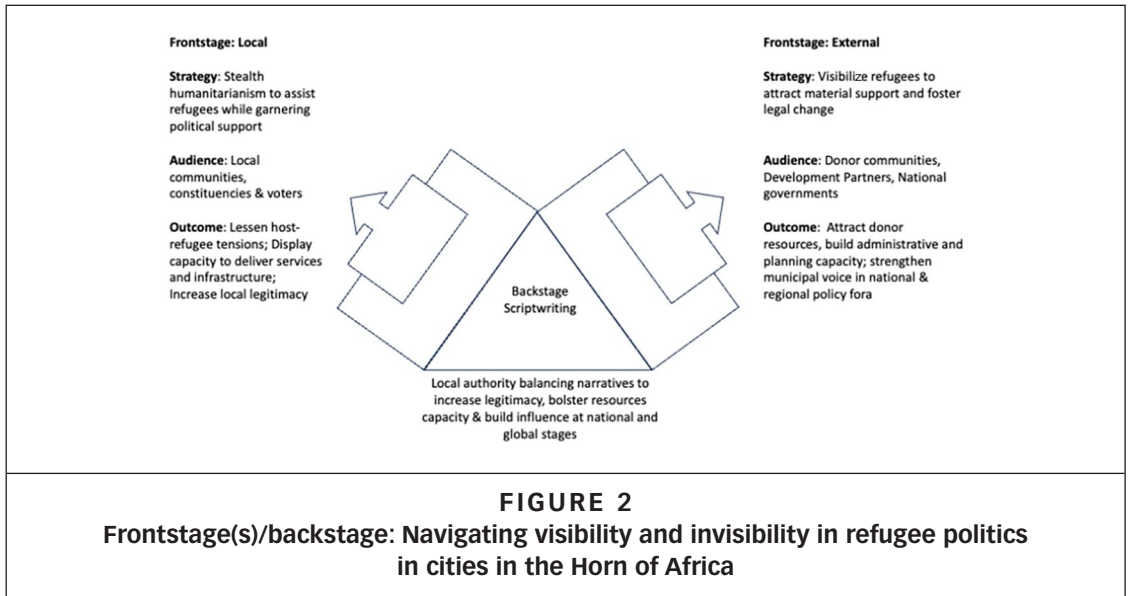 Frontstage: Local
Strategy: Stealth
humanitarianism to assist
refugees while garnering
political support
Audience: Local
communities,
constituencies & voters
Outcome: Lessen host-
refugee tensions; Display
capacity to deliver services
and infrastructure;
Increase local legitimacy
Frontstage: External
Strategy: Visibilize refugees to
attract material support and foster
legal change
Audience: Donor communities,
Development Partners, National
governments
Outcome: Attract donor
resources, build administrative and
planning capacity; strengthen
municipal voice in national &
regional policy fora
Backstage
Scriptwriting
Local authority balancing narratives to
increase legitimacy, bolster resources
capacity & build influence at national and
global stages
FIGURE 2
Frontstage(s)/backstage: Navigating visibility and invisibility in refugee politics
in cities in the Horn of Africa